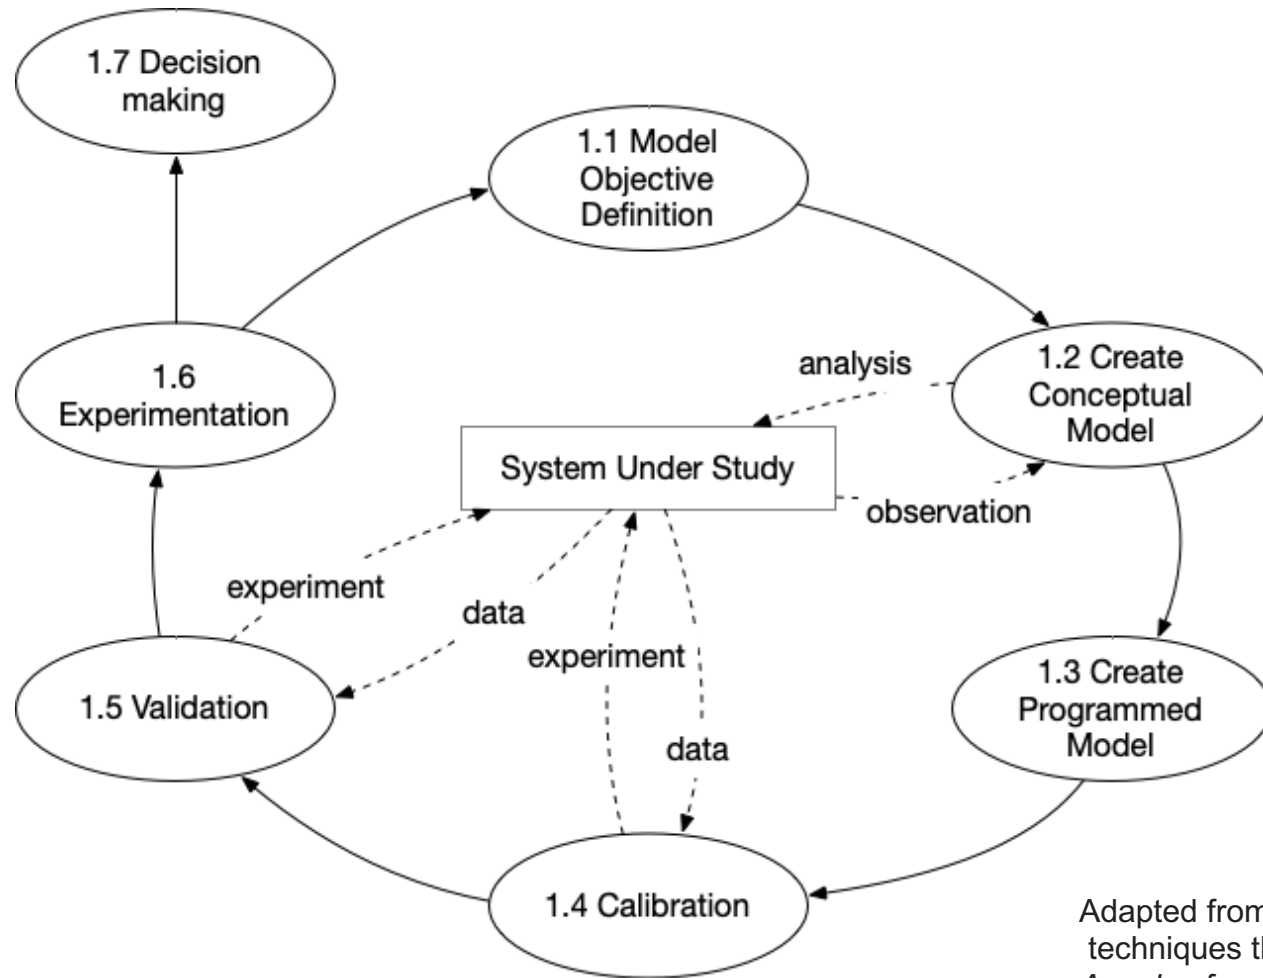 1.7 Decision
making
1.1 Model
Objective
Definition
1.2 Create
Conceptual
Model
analysis
1.6
Experimentation
System Under Study
observation
experiment
data
experiment
1.5 Validation
1.3 Create
Programmed
Model
data
1.4 Calibration
Adapted from
techniques th